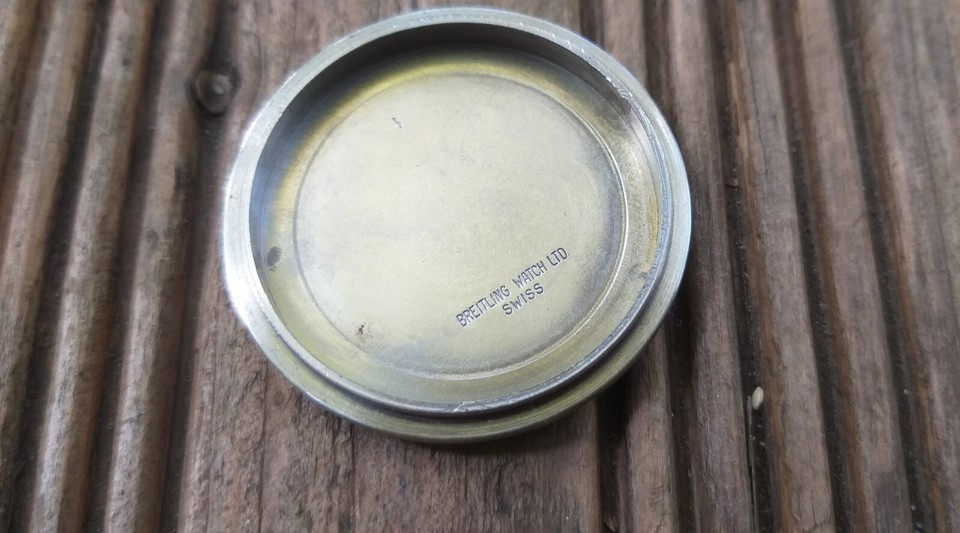 BREITLING WATCH LTD
SWISS